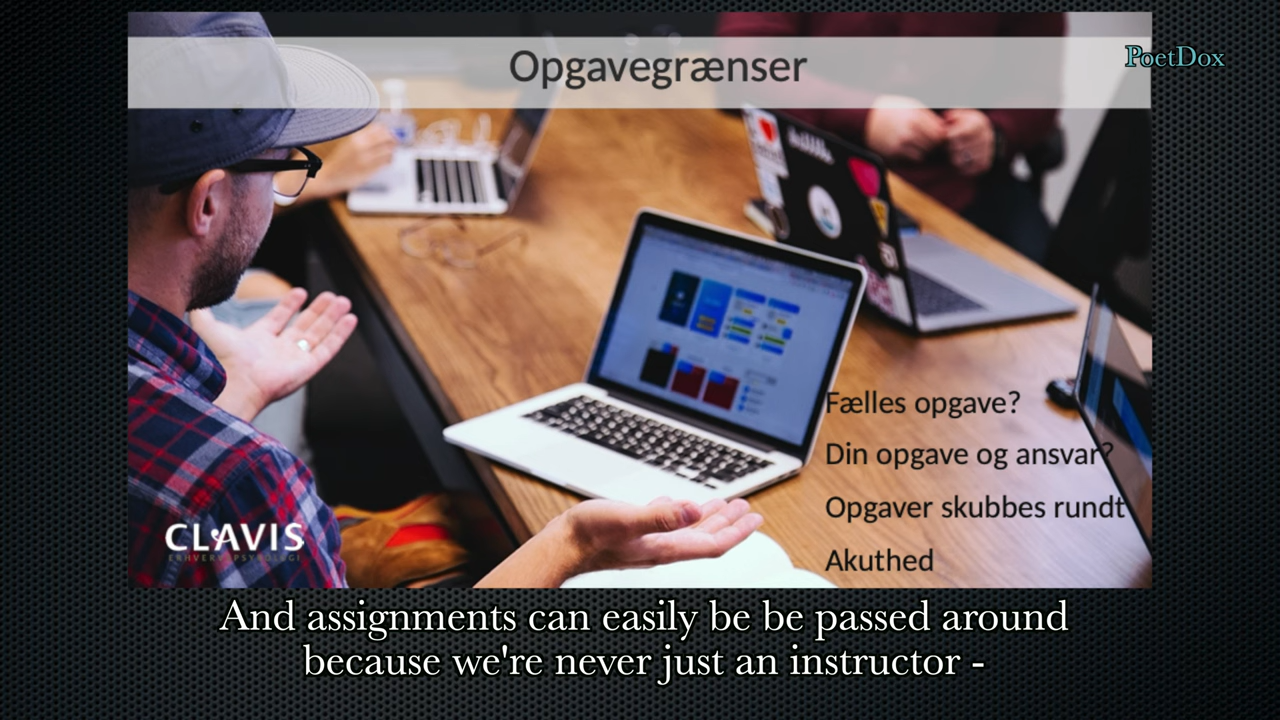 Opgavegrænser
PoetDox
Fælles opgave?
Din opgave og ansvar?
Opgaver skubbes rundt
Akuthed
CLAVIS
ERHVERVSPSYKOLOGI
And assignments can easily be be passed around
because we're never just an instructor -